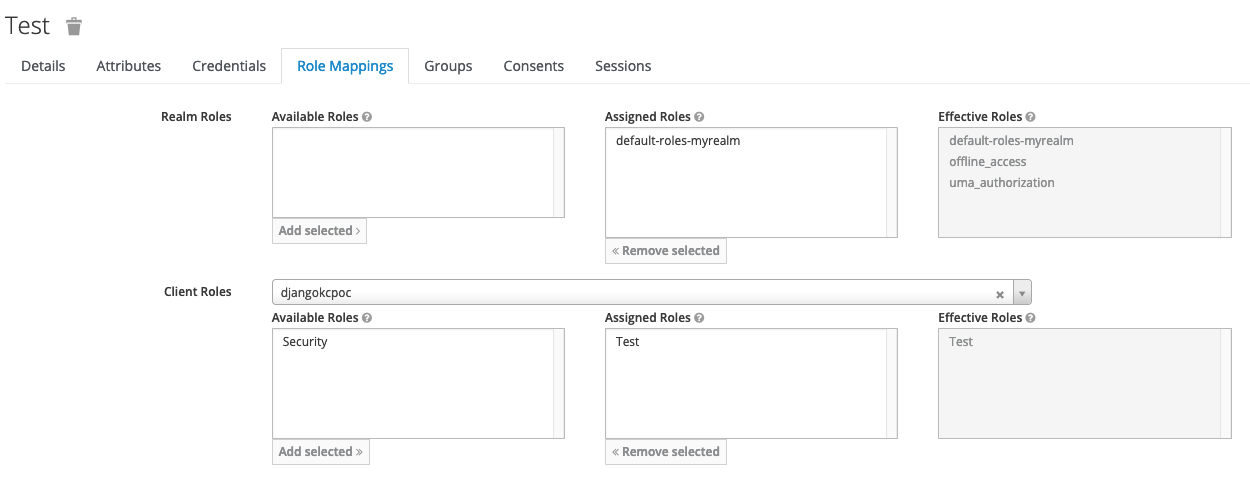 Test
Details Attributes Credentials Role Mappings Groups Consents Sessions
Realm Roles Available Roles Assigned Roles Effective Roles
default-roles-myrealm default-roles-myrealm
offline_access
uma_authorization
Add selected >
« Remove selected
Client Roles djangokcpoc
Available Roles Assigned Roles Effective Roles
Security Test Test
Add selected » « Remove selected